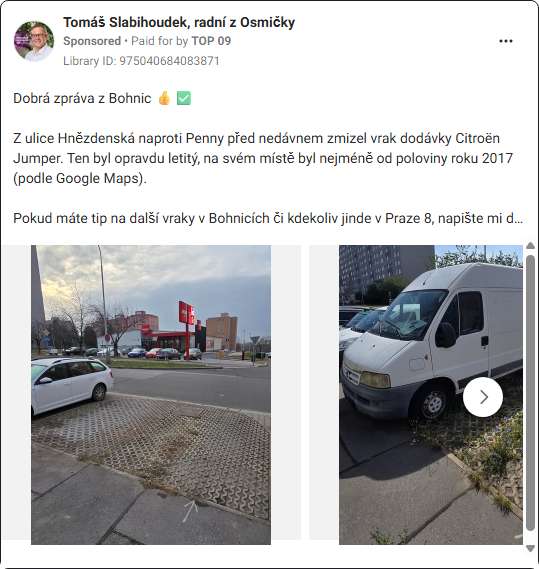 Tomáš Slabihoudek, radní z Osmičky
Sponsored • Paid for by TOP 09
Library ID: 975040684083871
Dobrá zpráva z Bohnic 👍 ✅
Z ulice Hnězdenská naproti Penny před nedávnem zmizel vrak dodávky Citroën
Jumper. Ten byl opravdu letitý, na svém místě byl nejméně od poloviny roku 2017
(podle Google Maps).
Pokud máte tip na další vraky v Bohnicích či kdekoliv jinde v Praze 8, napište mi d...